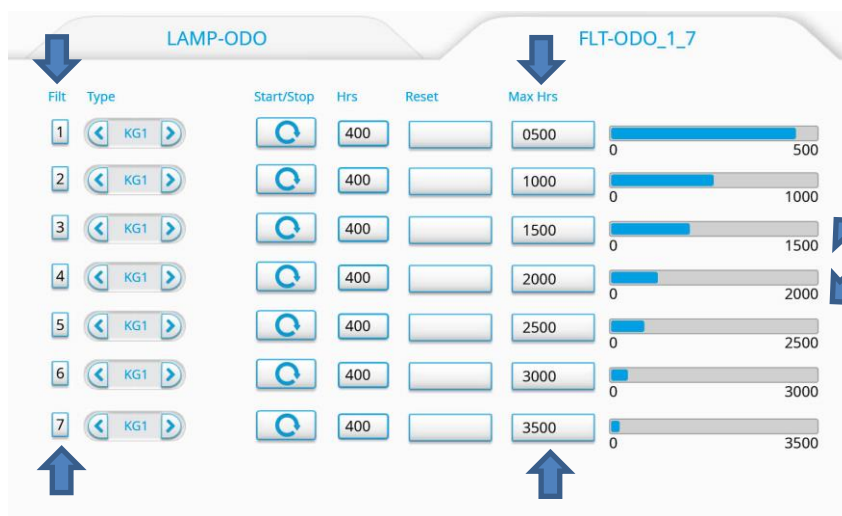 LAMP-ODO FLT-ODO_1_7
Filt Type Start/Stop Hrs Reset Max Hrs
1 KG1 400 0500
0 500
2 KG1 400 1000
0 1000
3 KG1 400 1500
0 1500
4 KG1 400 2000
0 2000
5 KG1 400 2500
0 2500
6 KG1 400 3000
0 3000
7 KG1 400 3500
0 3500